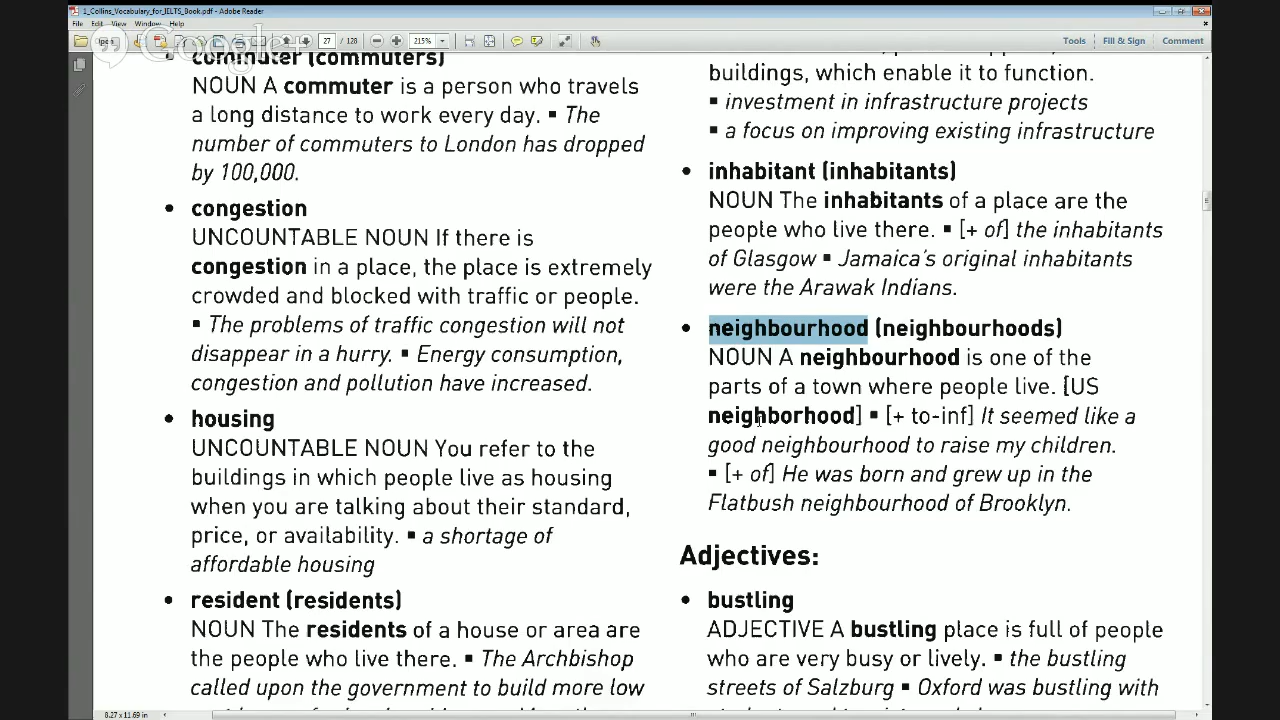 1_Collins_Vocabulary_for_IELTS_Book.pdf - Adobe Reader
File Edit View Window Help
Open
27 / 128
215%
Tools Fill & Sign Comment
Google+
commuter (commuters)
NOUN A commuter is a person who travels
a long distance to work every day. ▪ The
number of commuters to London has dropped
by 100,000.
• congestion
UNCOUNTABLE NOUN If there is
congestion in a place, the place is extremely
crowded and blocked with traffic or people.
▪ The problems of traffic congestion will not
disappear in a hurry. ▪ Energy consumption,
congestion and pollution have increased.
• housing
UNCOUNTABLE NOUN You refer to the
buildings in which people live as housing
when you are talking about their standard,
price, or availability. ▪ a shortage of
affordable housing
• resident (residents)
NOUN The residents of a house or area are
the people who live there. ▪ The Archbishop
called upon the government to build more low
buildings, which enable it to function.
▪ investment in infrastructure projects
▪ a focus on improving existing infrastructure
• inhabitant (inhabitants)
NOUN The inhabitants of a place are the
people who live there. ▪ [+ of] the inhabitants
of Glasgow ▪ Jamaica's original inhabitants
were the Arawak Indians.
• neighbourhood (neighbourhoods)
NOUN A neighbourhood is one of the
parts of a town where people live. [US
neighborhood] ▪ [+ to-inf] It seemed like a
good neighbourhood to raise my children.
▪ [+ of] He was born and grew up in the
Flatbush neighbourhood of Brooklyn.
Adjectives:
• bustling
ADJECTIVE A bustling place is full of people
who are very busy or lively. ▪ the bustling
streets of Salzburg ▪ Oxford was bustling with
8.27 x 11.69 in